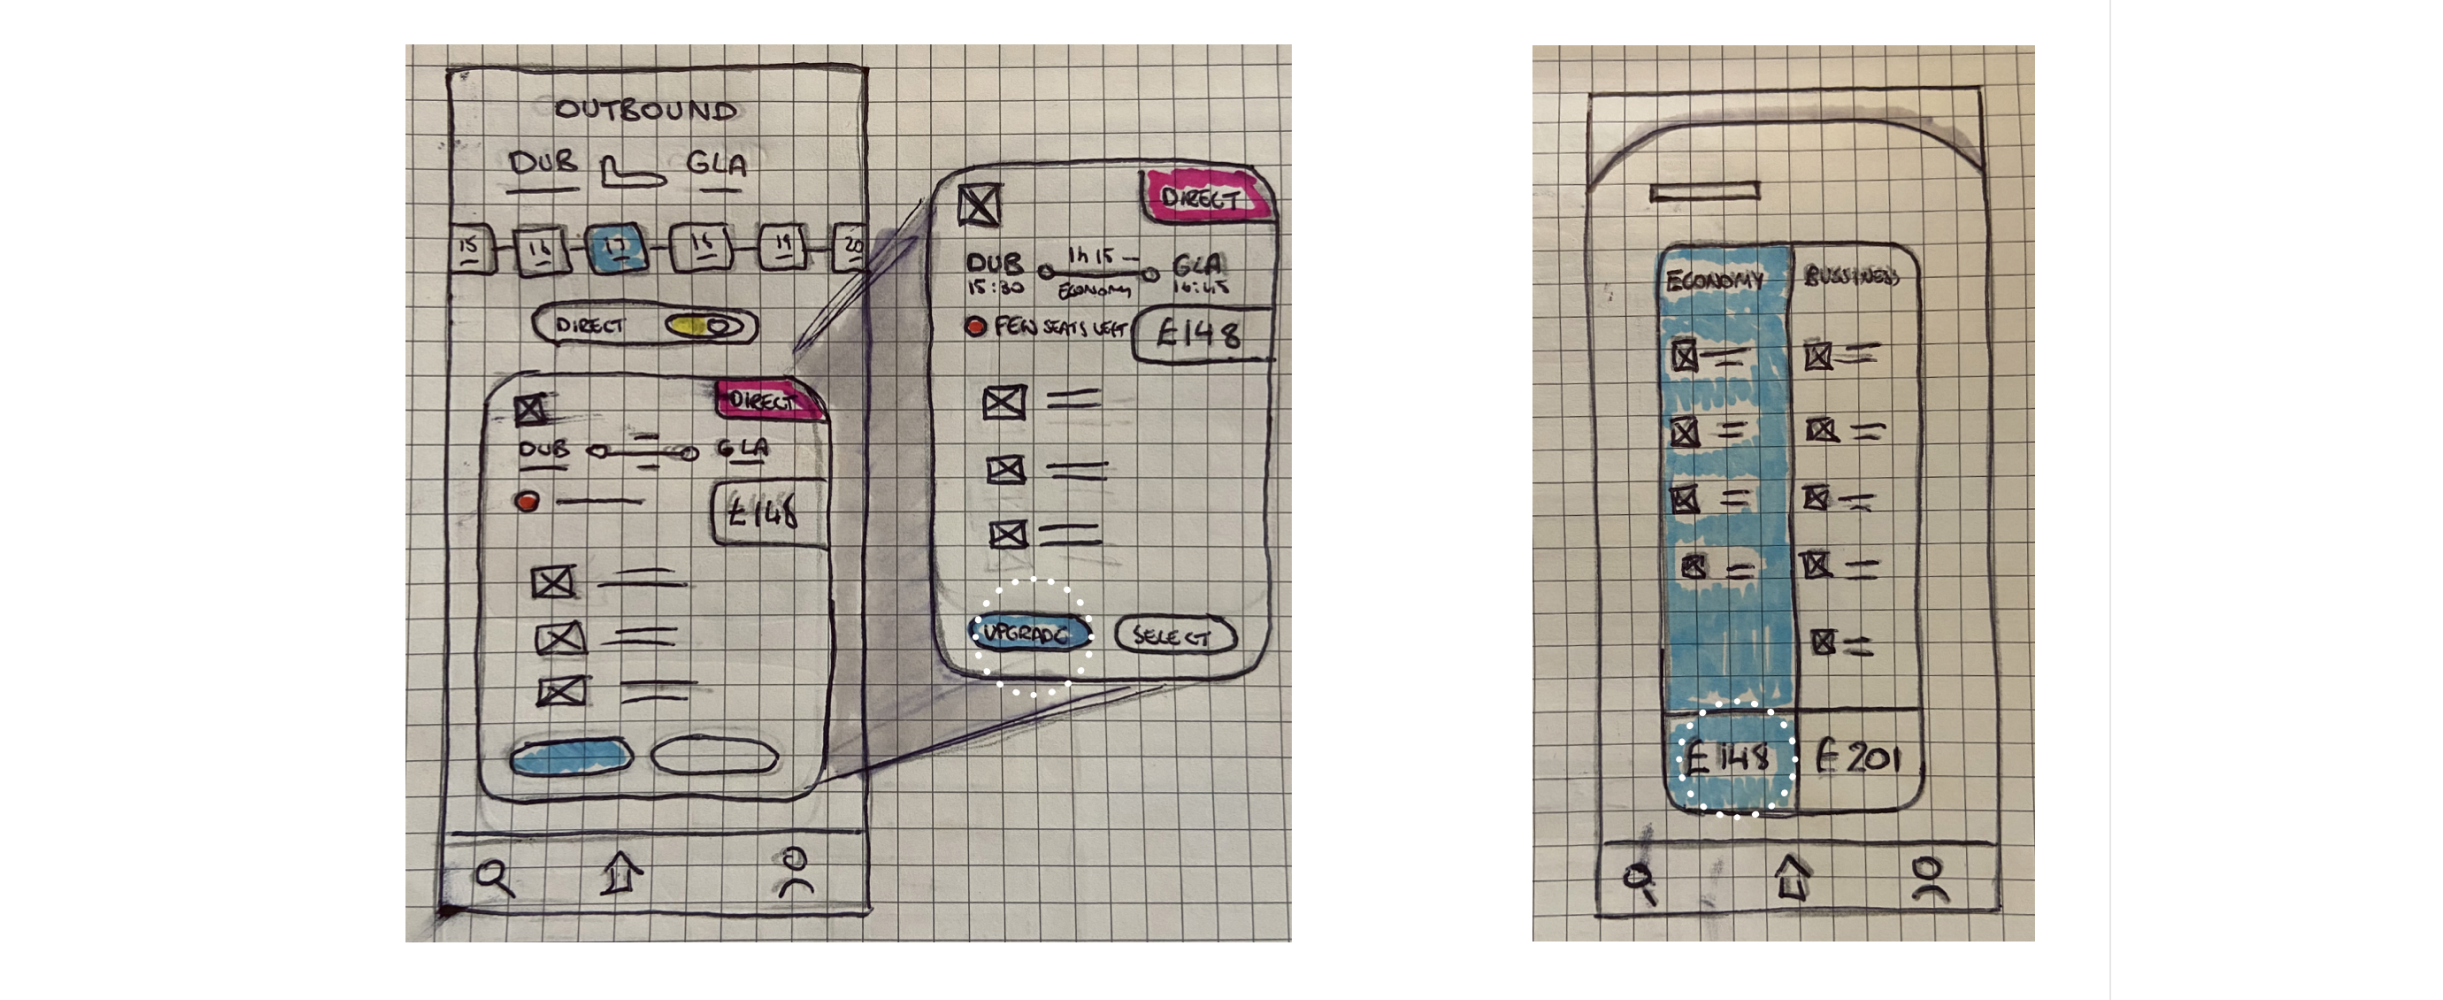 OUTBOUND
DUB GLA
15 16 17 18 19 20
DIRECT
DIRECT
DUB GLA
£148
DIRECT
DUB 1h 15 GLA
15:30 ECONOMY 16:45
FEW SEATS LEFT £148
UPGRADE SELECT
ECONOMY BUSSINESS
£148 £201